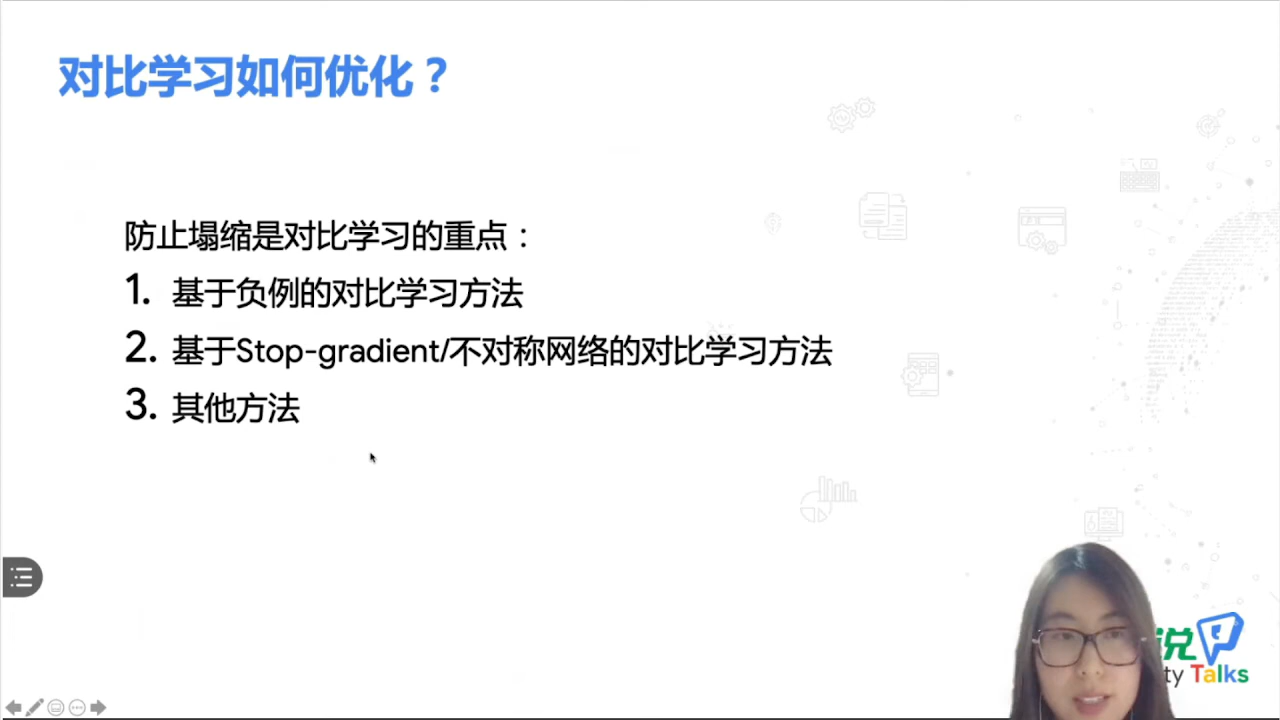 对比学习如何优化？
防止塌缩是对比学习的重点：
1. 基于负例的对比学习方法
2. 基于Stop-gradient/不对称网络的对比学习方法
3. 其他方法
说
ty Talks